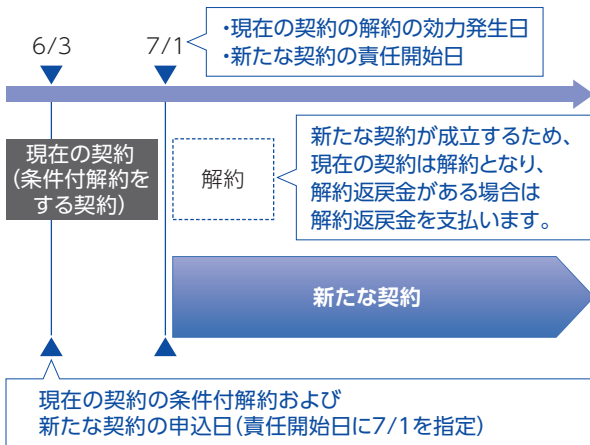 6/3
7/1
・現在の契約の解約の効力発生日
・新たな契約の責任開始日
現在の契約
(条件付解約を
する契約)
解約
新たな契約が成立するため、
現在の契約は解約となり、
解約返戻金がある場合は
解約返戻金を支払います。
新たな契約
現在の契約の条件付解約および
新たな契約の申込日(責任開始日に7/1を指定)